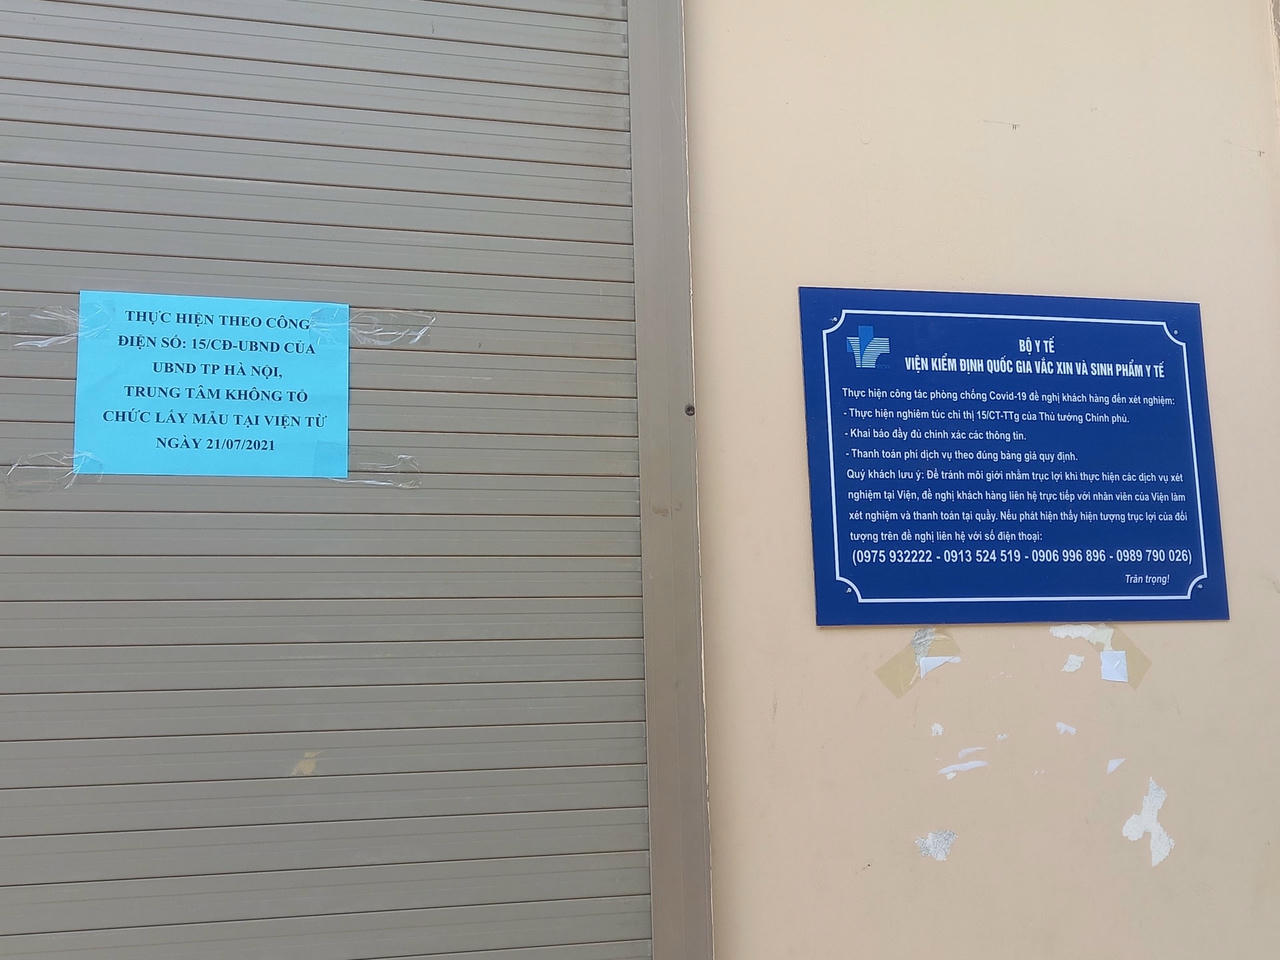 THỰC HIỆN THEO CÔNG
ĐIỆN SỐ: 15/CĐ-UBND CỦA
UBND TP HÀ NỘI,
TRUNG TÂM KHÔNG TỔ
CHỨC LẤY MẪU TẠI VIỆN TỪ
NGÀY 21/07/2021
BỘ Y TẾ
VIỆN KIỂM ĐỊNH QUỐC GIA VẮC XIN VÀ SINH PHẨM Y TẾ
Thực hiện công tác phòng chống Covid-19 đề nghị khách hàng đến xét nghiệm:
- Thực hiện nghiêm túc chỉ thị 15/CT-TTg của Thủ tướng Chính phủ.
- Khai báo đầy đủ chính xác các thông tin.
- Thanh toán phí dịch vụ theo đúng bảng giá quy định.
Quý khách lưu ý: Để tránh môi giới nhằm trục lợi khi thực hiện các dịch vụ xét
nghiệm tại Viện, đề nghị khách hàng liên hệ trực tiếp với nhân viên của Viện làm
xét nghiệm và thanh toán tại quầy. Nếu phát hiện thấy hiện tượng trục lợi của đối
tượng trên đề nghị liên hệ với số điện thoại:
(0975 932222 - 0913 524 519 - 0906 996 896 - 0989 790 026)
Trân trọng!